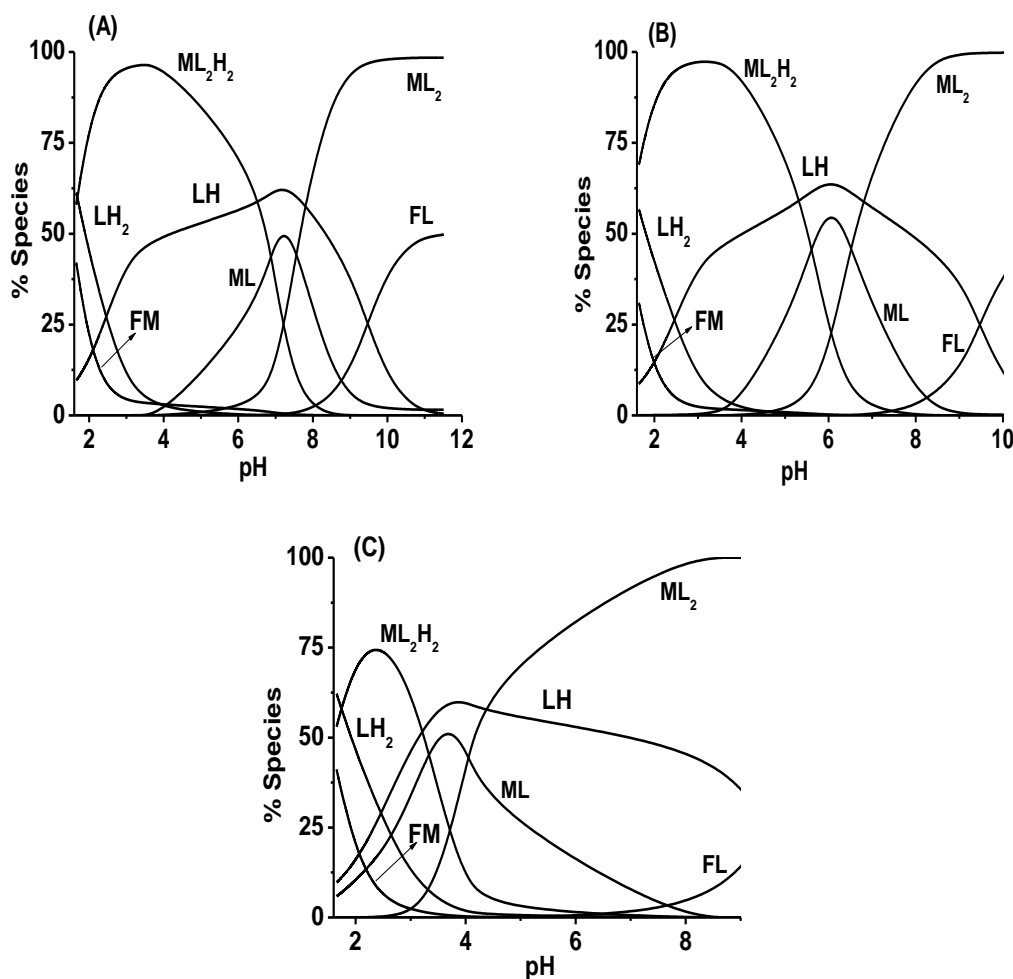 (A)
100
75
50
25
0
% Species
ML₂H₂
ML₂
LH₂
LH
ML
FL
FM
2 4 6 8 10 12
pH
(B)
100
75
50
25
0
% Species
ML₂H₂
ML₂
LH
LH₂
FM
ML
FL
2 4 6 8 10
pH
(C)
100
75
50
25
0
% Species
ML₂
ML₂H₂
LH
LH₂
ML
FM
FL
2 4 6 8
pH